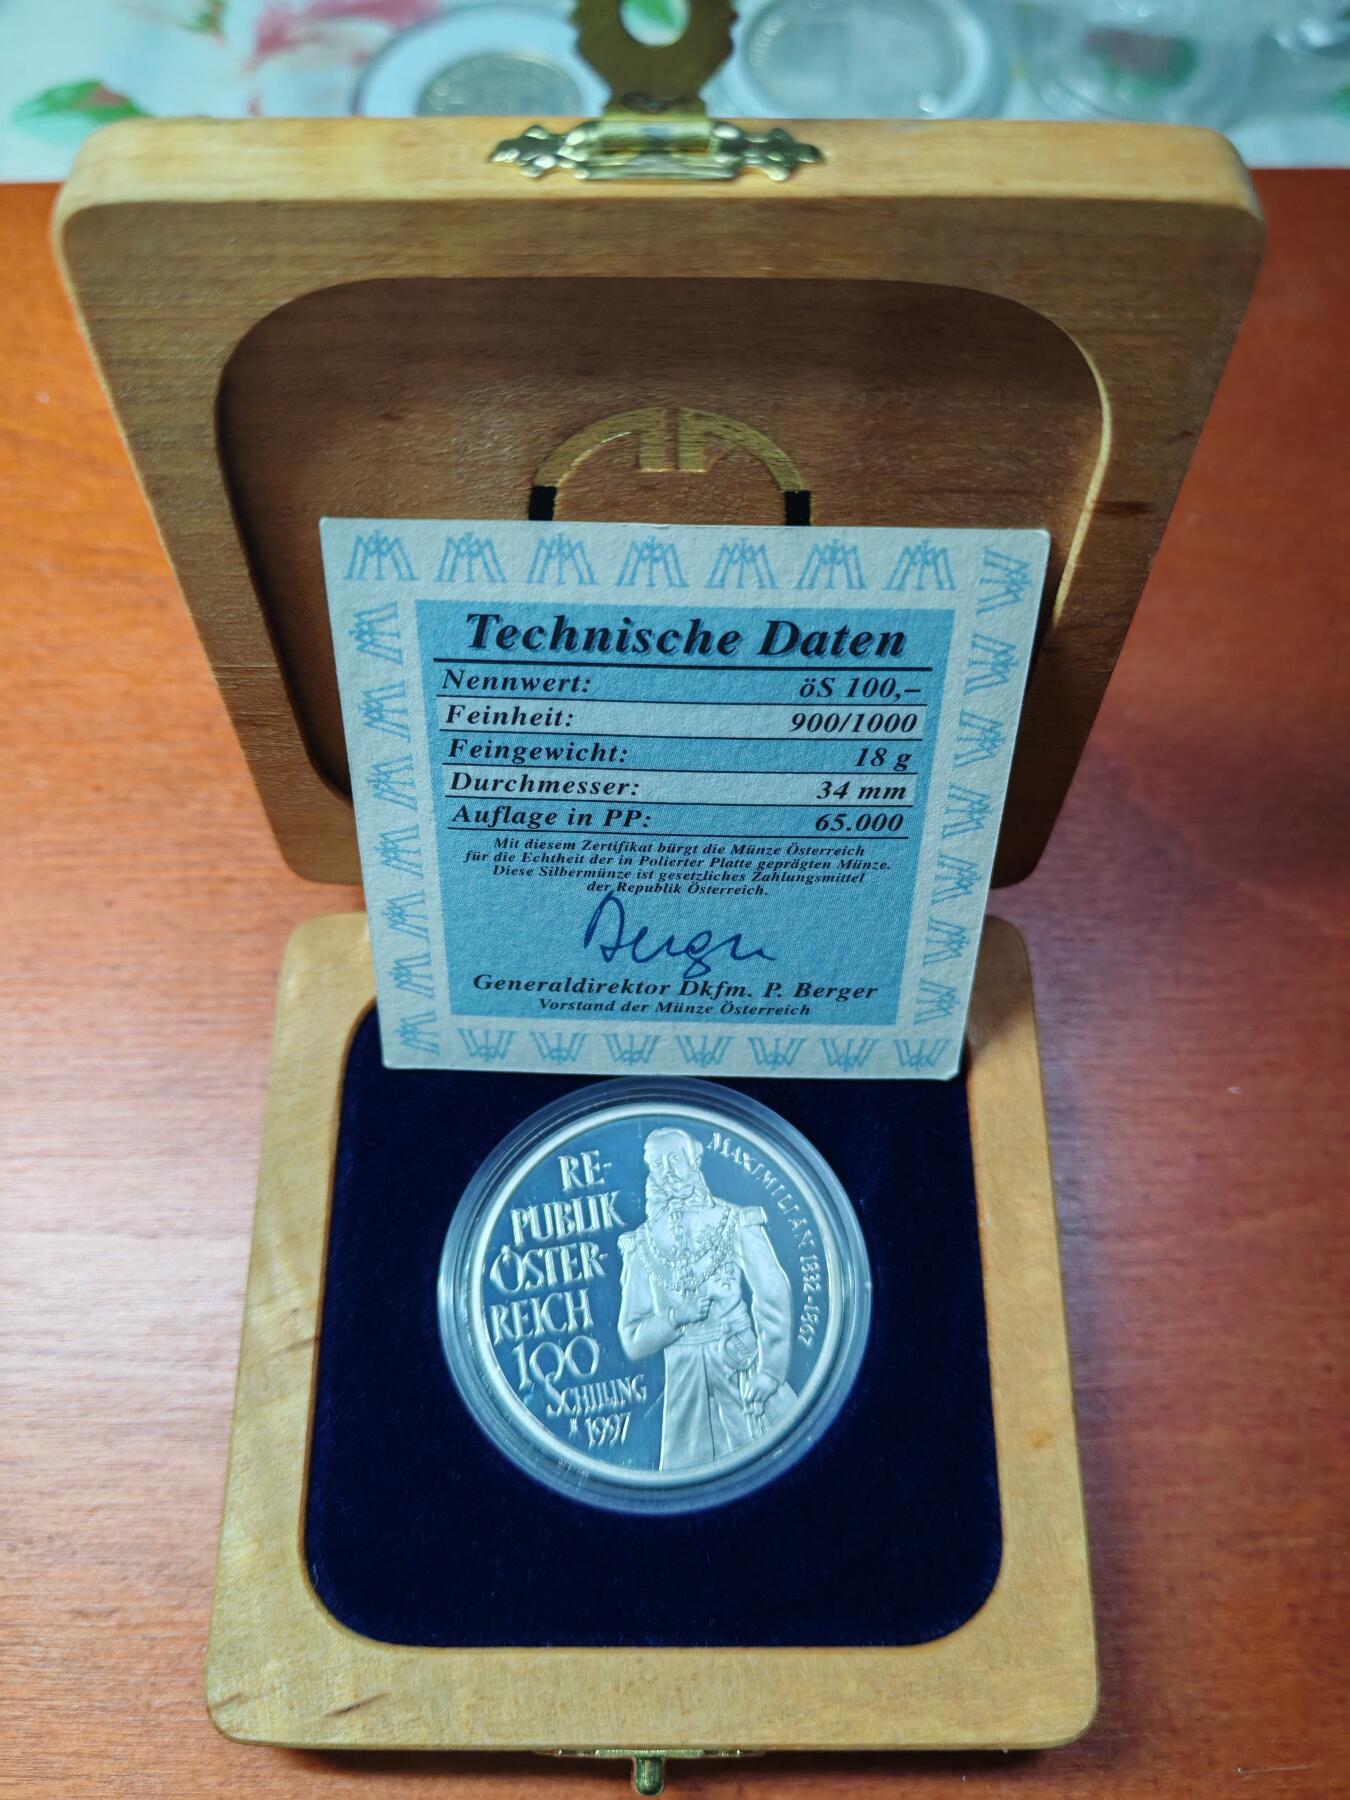 Technische Daten
Nennwert: öS 100,–
Feinheit: 900/1000
Feingewicht: 18 g
Durchmesser: 34 mm
Auflage in PP: 65.000
Mit diesem Zertifikat bürgt die Münze Österreich
für die Echtheit der in Polierter Platte geprägten Münze.
Diese Silbermünze ist gesetzliches Zahlungsmittel
der Republik Österreich.
Berger
Generaldirektor Dkfm. P. Berger
Vorstand der Münze Österreich
RE-
PUBLIK
ÖSTER-
REICH
100
SCHILLING
1997
MAXIMILIAN 1832-1867